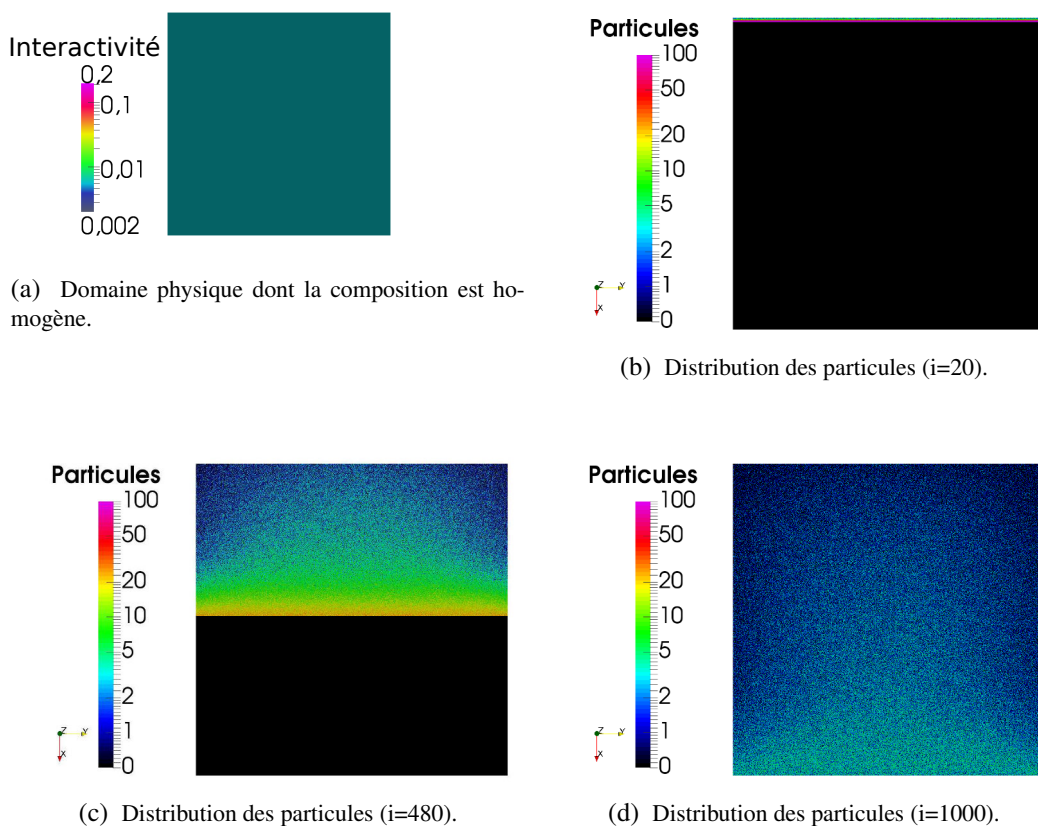 Interactivité
0,2
0,1
0,01
0,002
(a) Domaine physique dont la composition est ho-
mogène.
Particules
100
50
20
10
5
2
1
0
Z
Y
X
(b) Distribution des particules (i=20).
Particules
100
50
20
10
5
2
1
0
Z
Y
X
(c) Distribution des particules (i=480).
Particules
100
50
20
10
5
2
1
0
Z
Y
X
(d) Distribution des particules (i=1000).